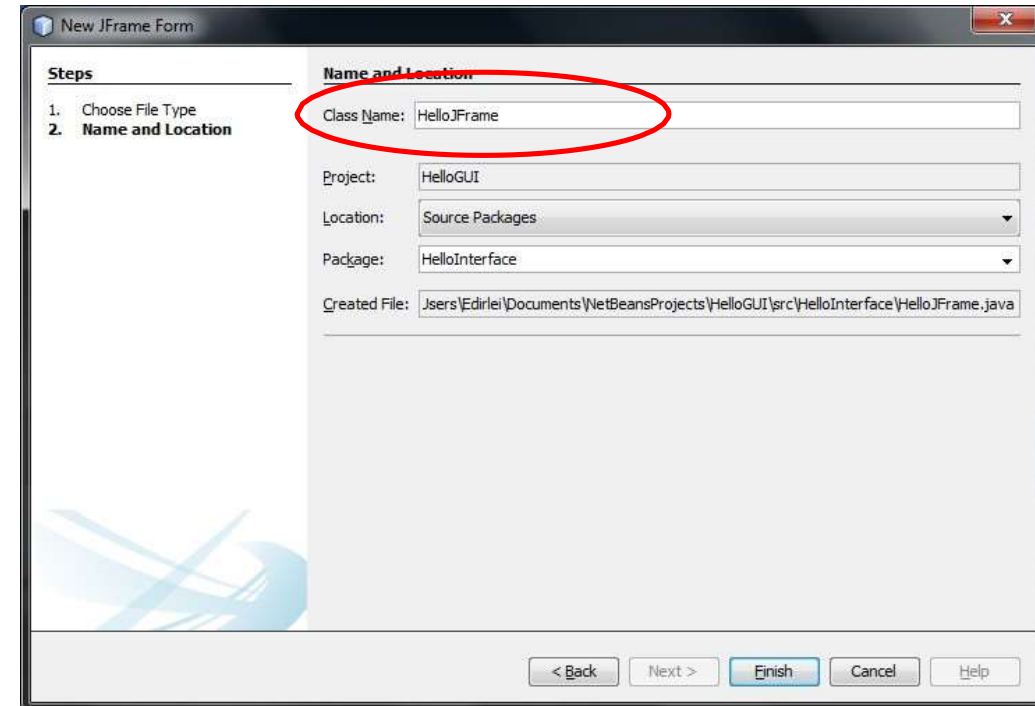 New JFrame Form
Steps
1. Choose File Type
2. Name and Location
Name and Location
Class Name: HelloJFrame
Project: HelloGUI
Location: Source Packages
Package: HelloInterface
Created File: Jsers\Edirlei\Documents\NetBeansProjects\HelloGUI\src\HelloInterface\HelloJFrame.java
< Back Next > Finish Cancel Help